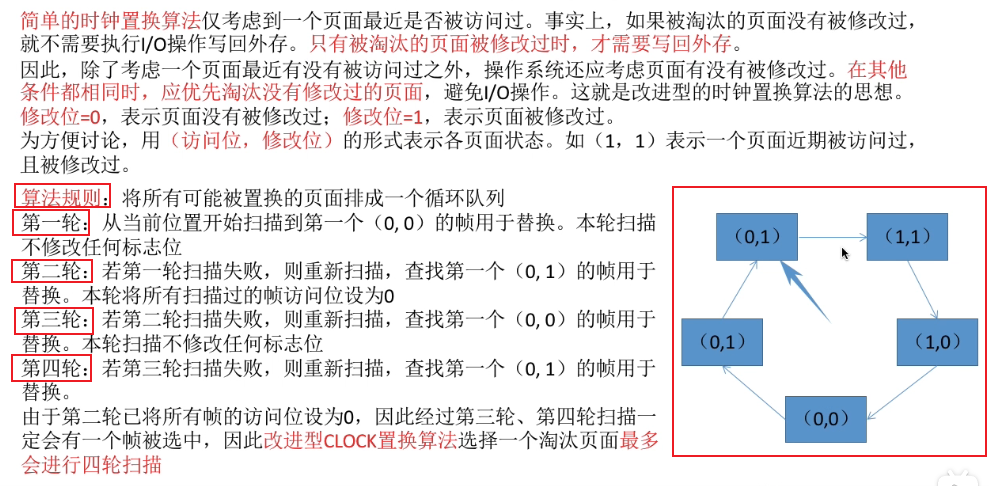 简单的时钟置换算法仅考虑到一个页面最近是否被访问过。事实上，如果被淘汰的页面没有被修改过，
就不需要执行I/O操作写回外存。只有被淘汰的页面被修改过时，才需要写回外存。
因此，除了考虑一个页面最近有没有被访问过之外，操作系统还应考虑页面有没有被修改过。在其他
条件都相同时，应优先淘汰没有修改过的页面，避免I/O操作。这就是改进型的时钟置换算法的思想。
修改位=0，表示页面没有被修改过；修改位=1，表示页面被修改过。
为方便讨论，用（访问位，修改位）的形式表示各页面状态。如（1，1）表示一个页面近期被访问过，
且被修改过。
算法规则：将所有可能被置换的页面排成一个循环队列
第一轮：从当前位置开始扫描到第一个（0, 0）的帧用于替换。本轮扫描
不修改任何标志位
第二轮：若第一轮扫描失败，则重新扫描，查找第一个（0, 1）的帧用于
替换。本轮将所有扫描过的帧访问位设为0
第三轮：若第二轮扫描失败，则重新扫描，查找第一个（0, 0）的帧用于
替换。本轮扫描不修改任何标志位
第四轮：若第三轮扫描失败，则重新扫描，查找第一个（0, 1）的帧用于
替换。
由于第二轮已将所有帧的访问位设为0，因此经过第三轮、第四轮扫描一
定会有一个帧被选中，因此改进型CLOCK置换算法选择一个淘汰页面最多
会进行四轮扫描
（0,1）
（1,1）
（0,1）
（1,0）
（0,0）